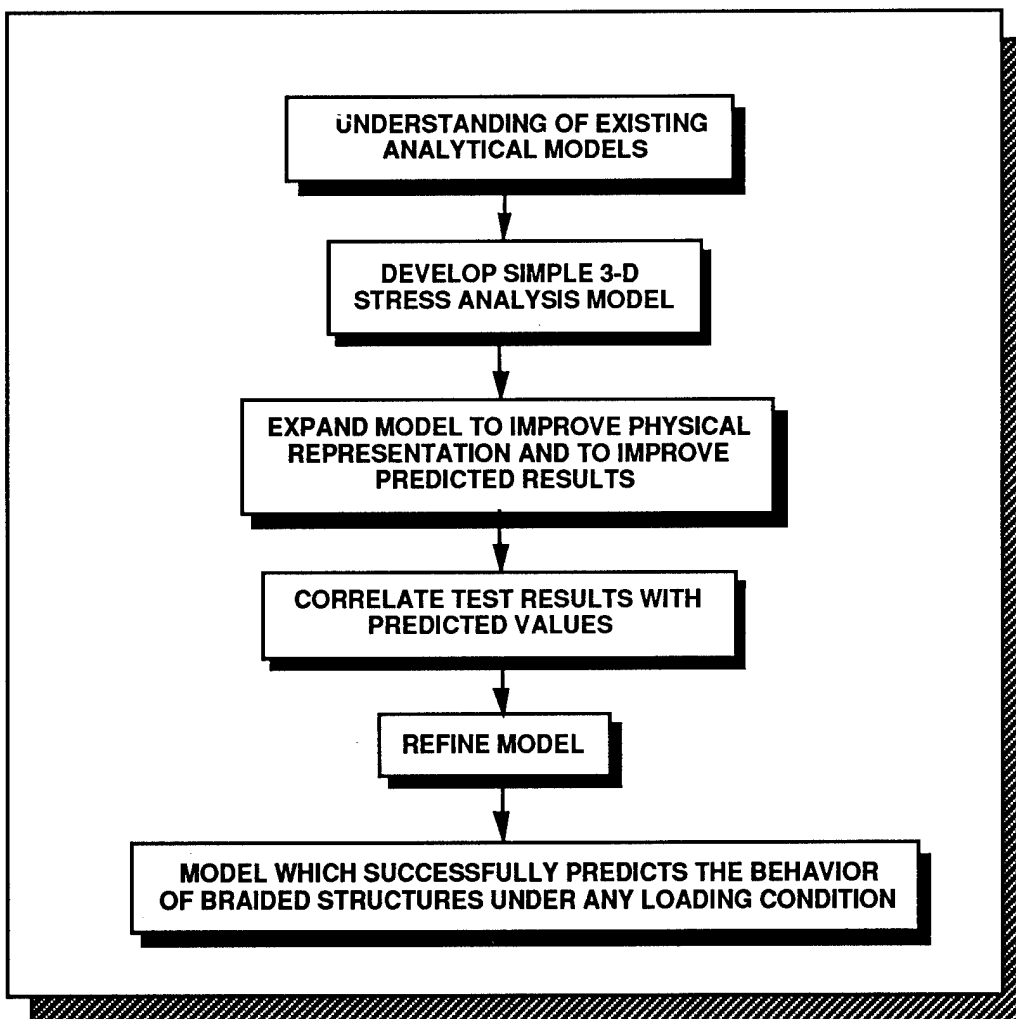 UNDERSTANDING OF EXISTING
ANALYTICAL MODELS
DEVELOP SIMPLE 3-D
STRESS ANALYSIS MODEL
EXPAND MODEL TO IMPROVE PHYSICAL
REPRESENTATION AND TO IMPROVE
PREDICTED RESULTS
CORRELATE TEST RESULTS WITH
PREDICTED VALUES
REFINE MODEL
MODEL WHICH SUCCESSFULLY PREDICTS THE BEHAVIOR
OF BRAIDED STRUCTURES UNDER ANY LOADING CONDITION